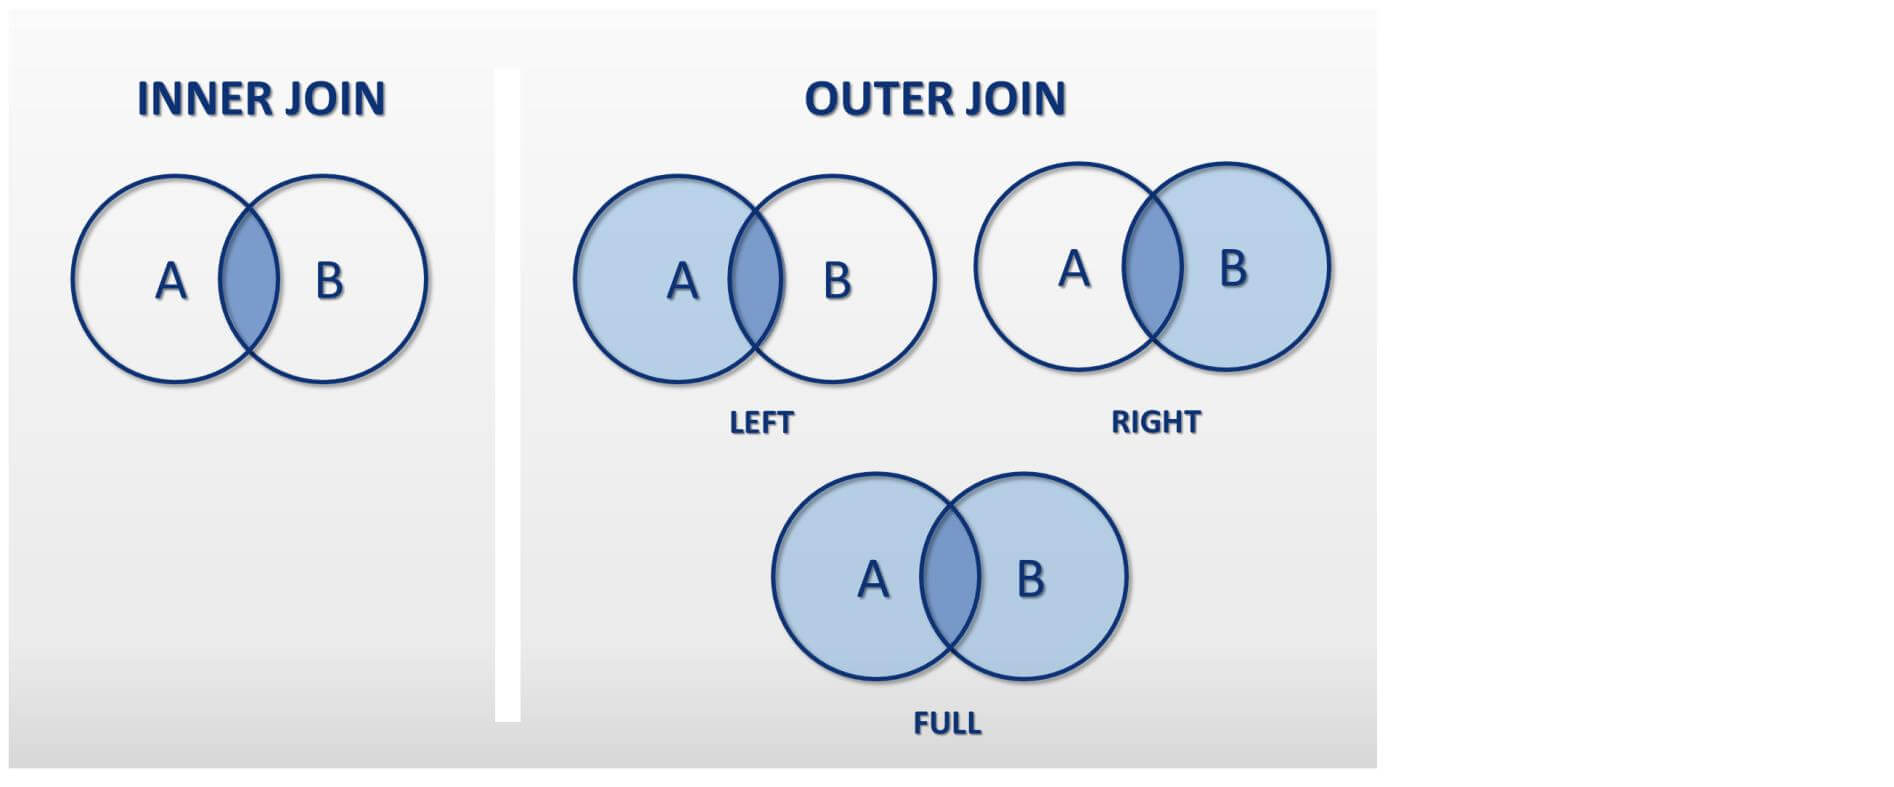 INNER JOIN
A B
OUTER JOIN
A B
LEFT
A B
RIGHT
A B
FULL